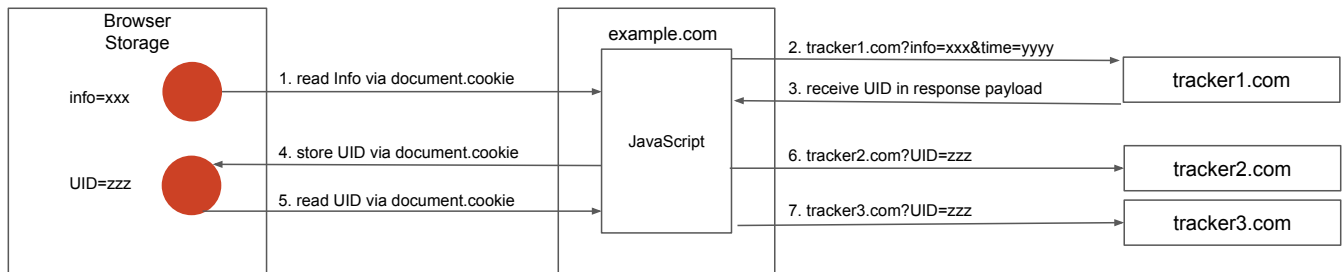 Browser
Storage
info=xxx
UID=zzz
1. read Info via document.cookie
4. store UID via document.cookie
5. read UID via document.cookie
example.com
JavaScript
2. tracker1.com?info=xxx&time=yyyy
3. receive UID in response payload
6. tracker2.com?UID=zzz
7. tracker3.com?UID=zzz
tracker1.com
tracker2.com
tracker3.com